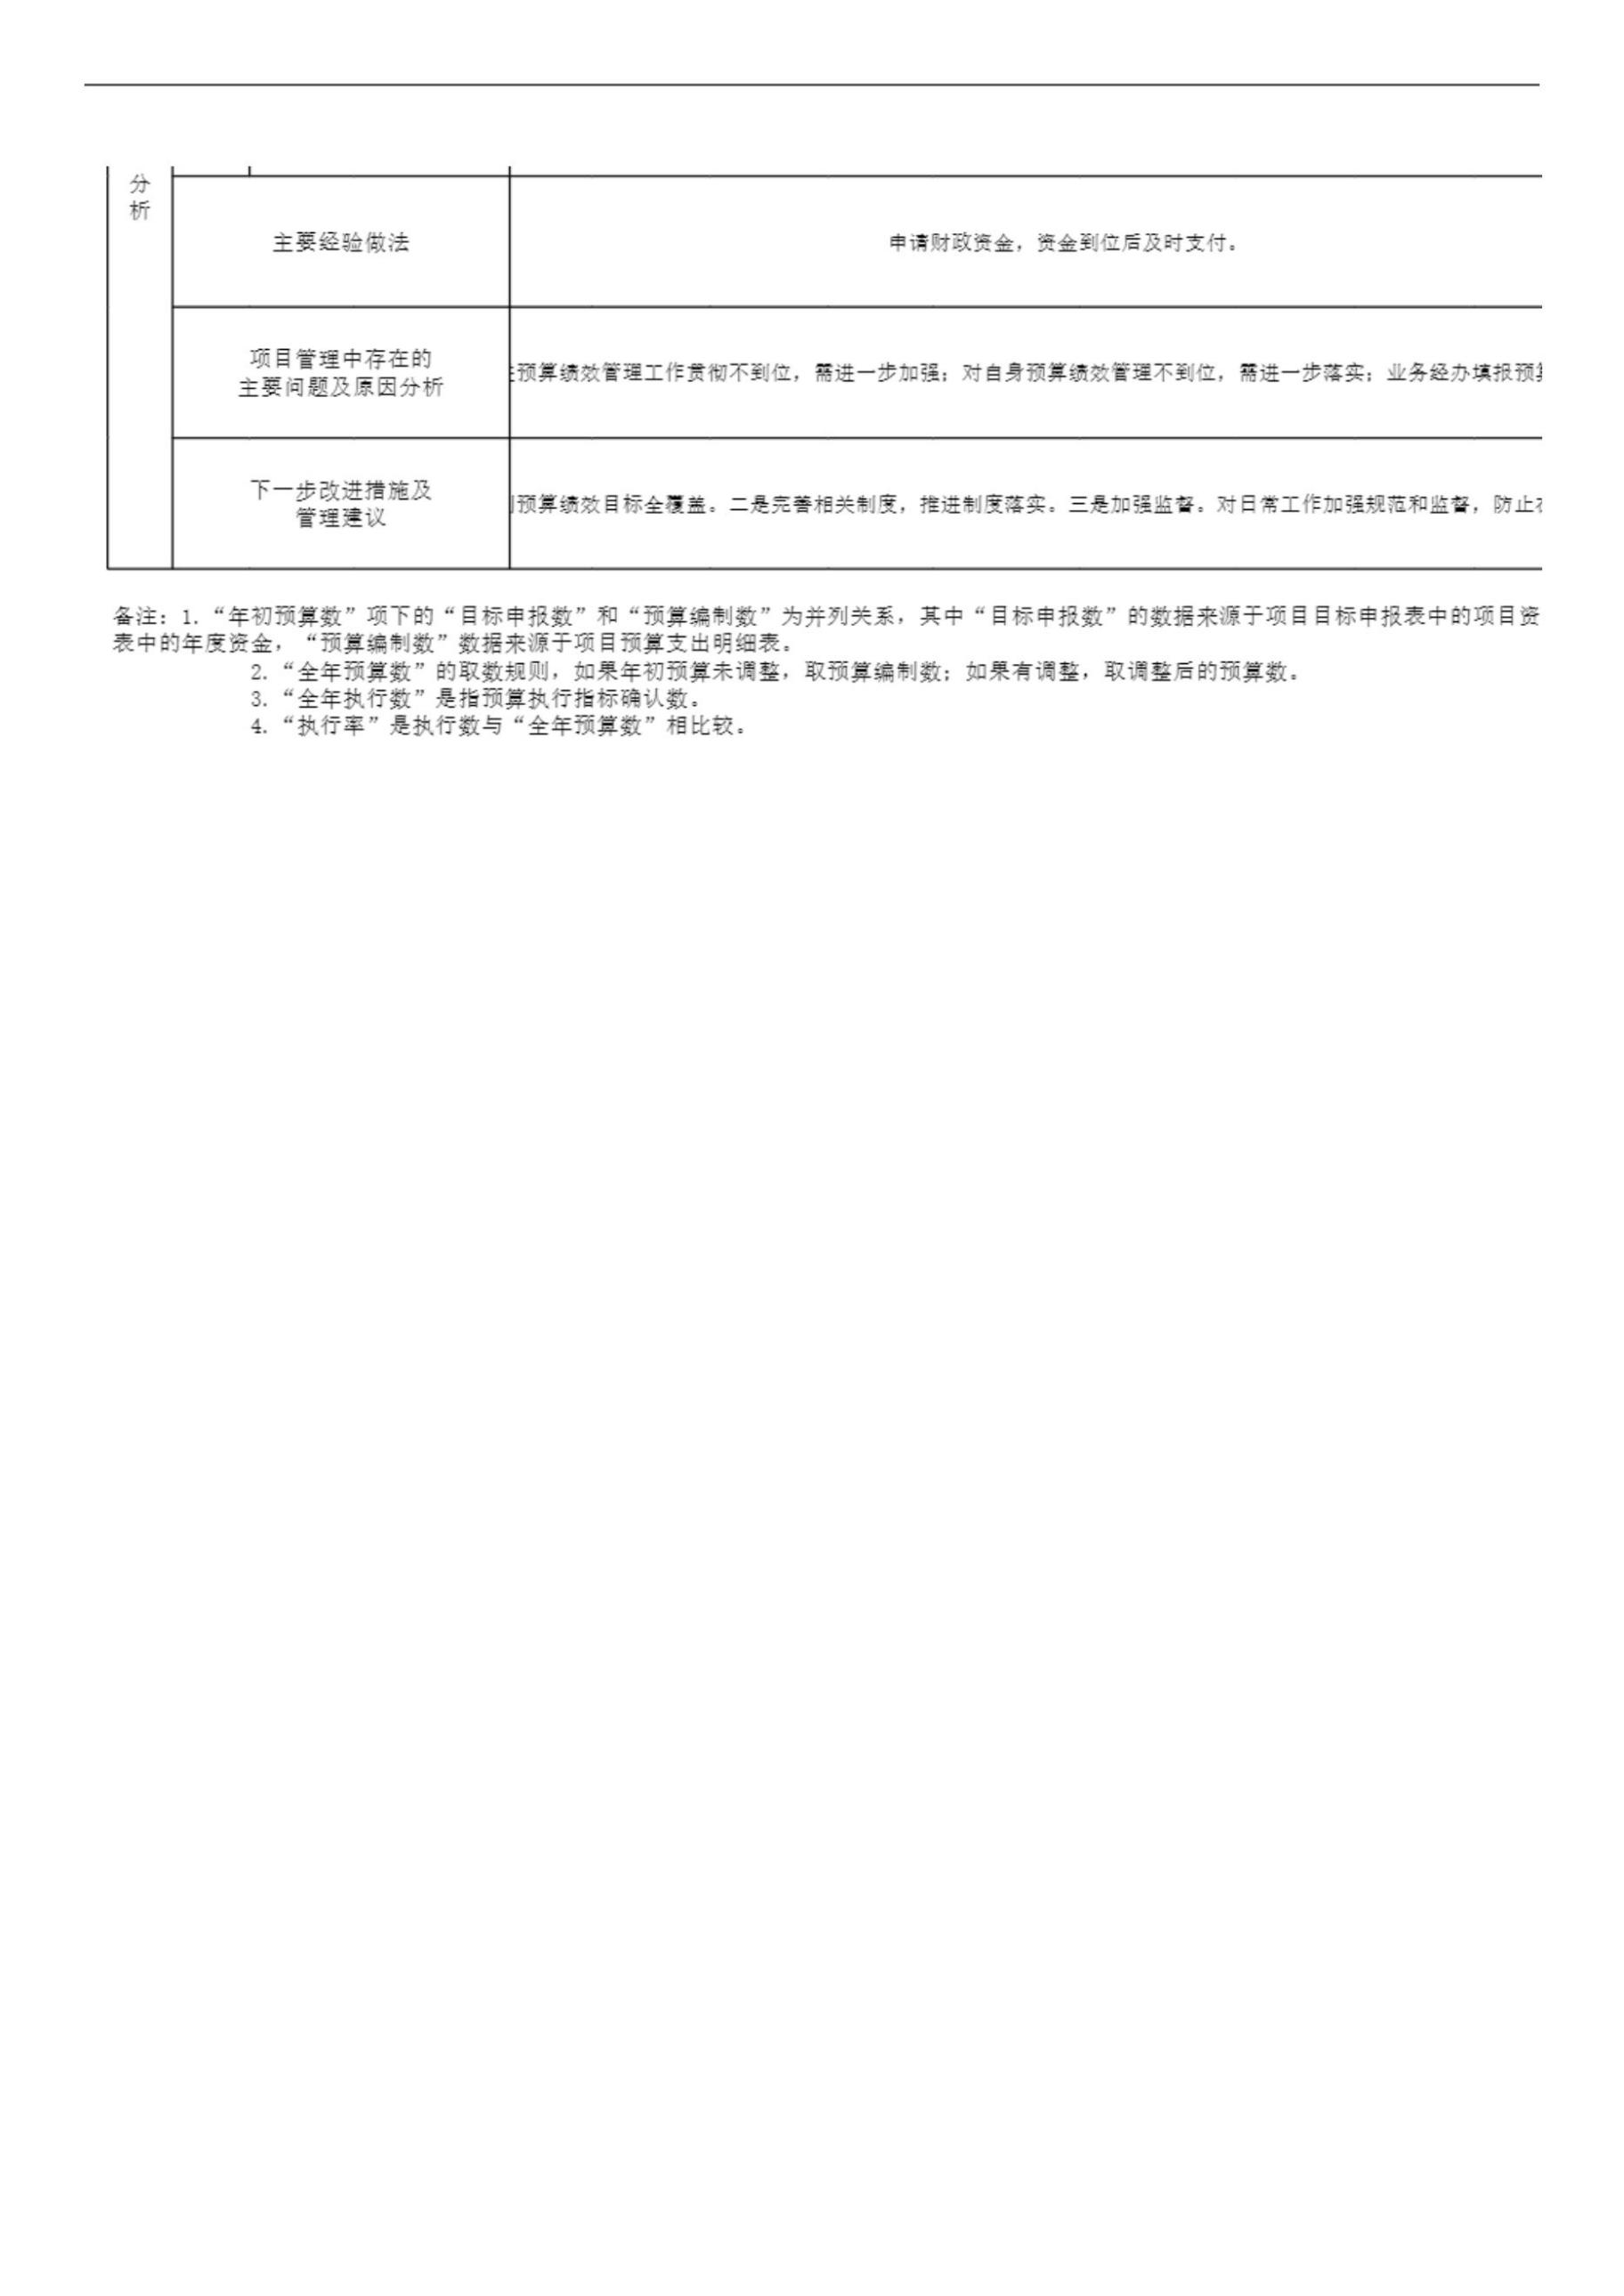 分
析
主要经验做法
申请财政资金，资金到位后及时支付。
项目管理中存在的
主要问题及原因分析
预算绩效管理工作贯彻不到位，需进一步加强；对自身预算绩效管理不到位，需进一步落实；业务经办填报预
下一步改进措施及
管理建议
预算绩效目标全覆盖。二是完善相关制度，推进制度落实。三是加强监督。对日常工作加强规范和监督，防止
备注：1.“年初预算数”项下的“目标申报数”和“预算编制数”为并列关系，其中“目标申报数”的数据来源于项目目标申报表中的项目资
表中的年度资金，“预算编制数”数据来源于项目预算支出明细表。
2.“全年预算数”的取数规则，如果年初预算未调整，取预算编制数；如果有调整，取调整后的预算数。
3.“全年执行数”是指预算执行指标确认数。
4.“执行率”是执行数与“全年预算数”相比较。